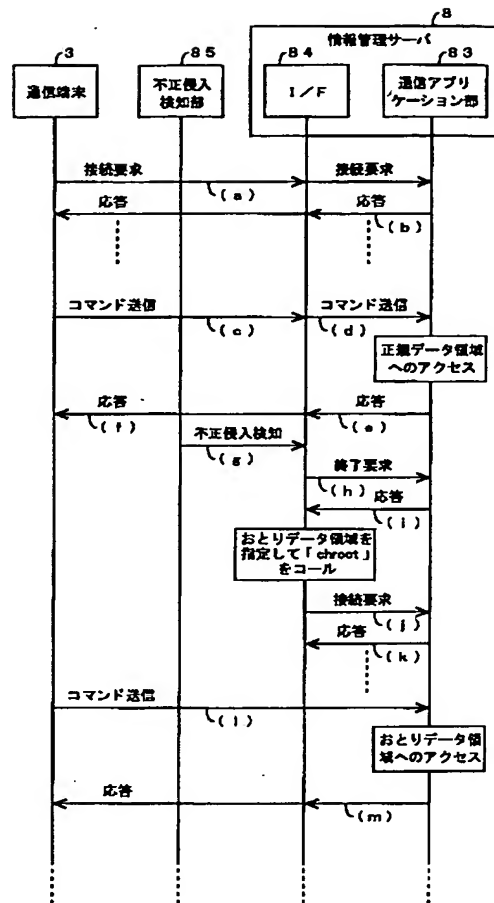 8
情報管理サーバ
3
85
84
83
通信端末
不正侵入
検知部
I/F
通信アプリ
ケーション部
接続要求
接続要求
(a)
応答
応答
(b)
コマンド送信
コマンド送信
(c)
(d)
正規データ領域
へのアクセス
応答
応答
(f)
(e)
不正侵入検知
(g)
終了要求
(h)
応答
(i)
おとりデータ領域を
指定して「chroot」
をコール
接続要求
(j)
応答
(k)
コマンド送信
(l)
おとりデータ領
域へのアクセス
応答
(m)